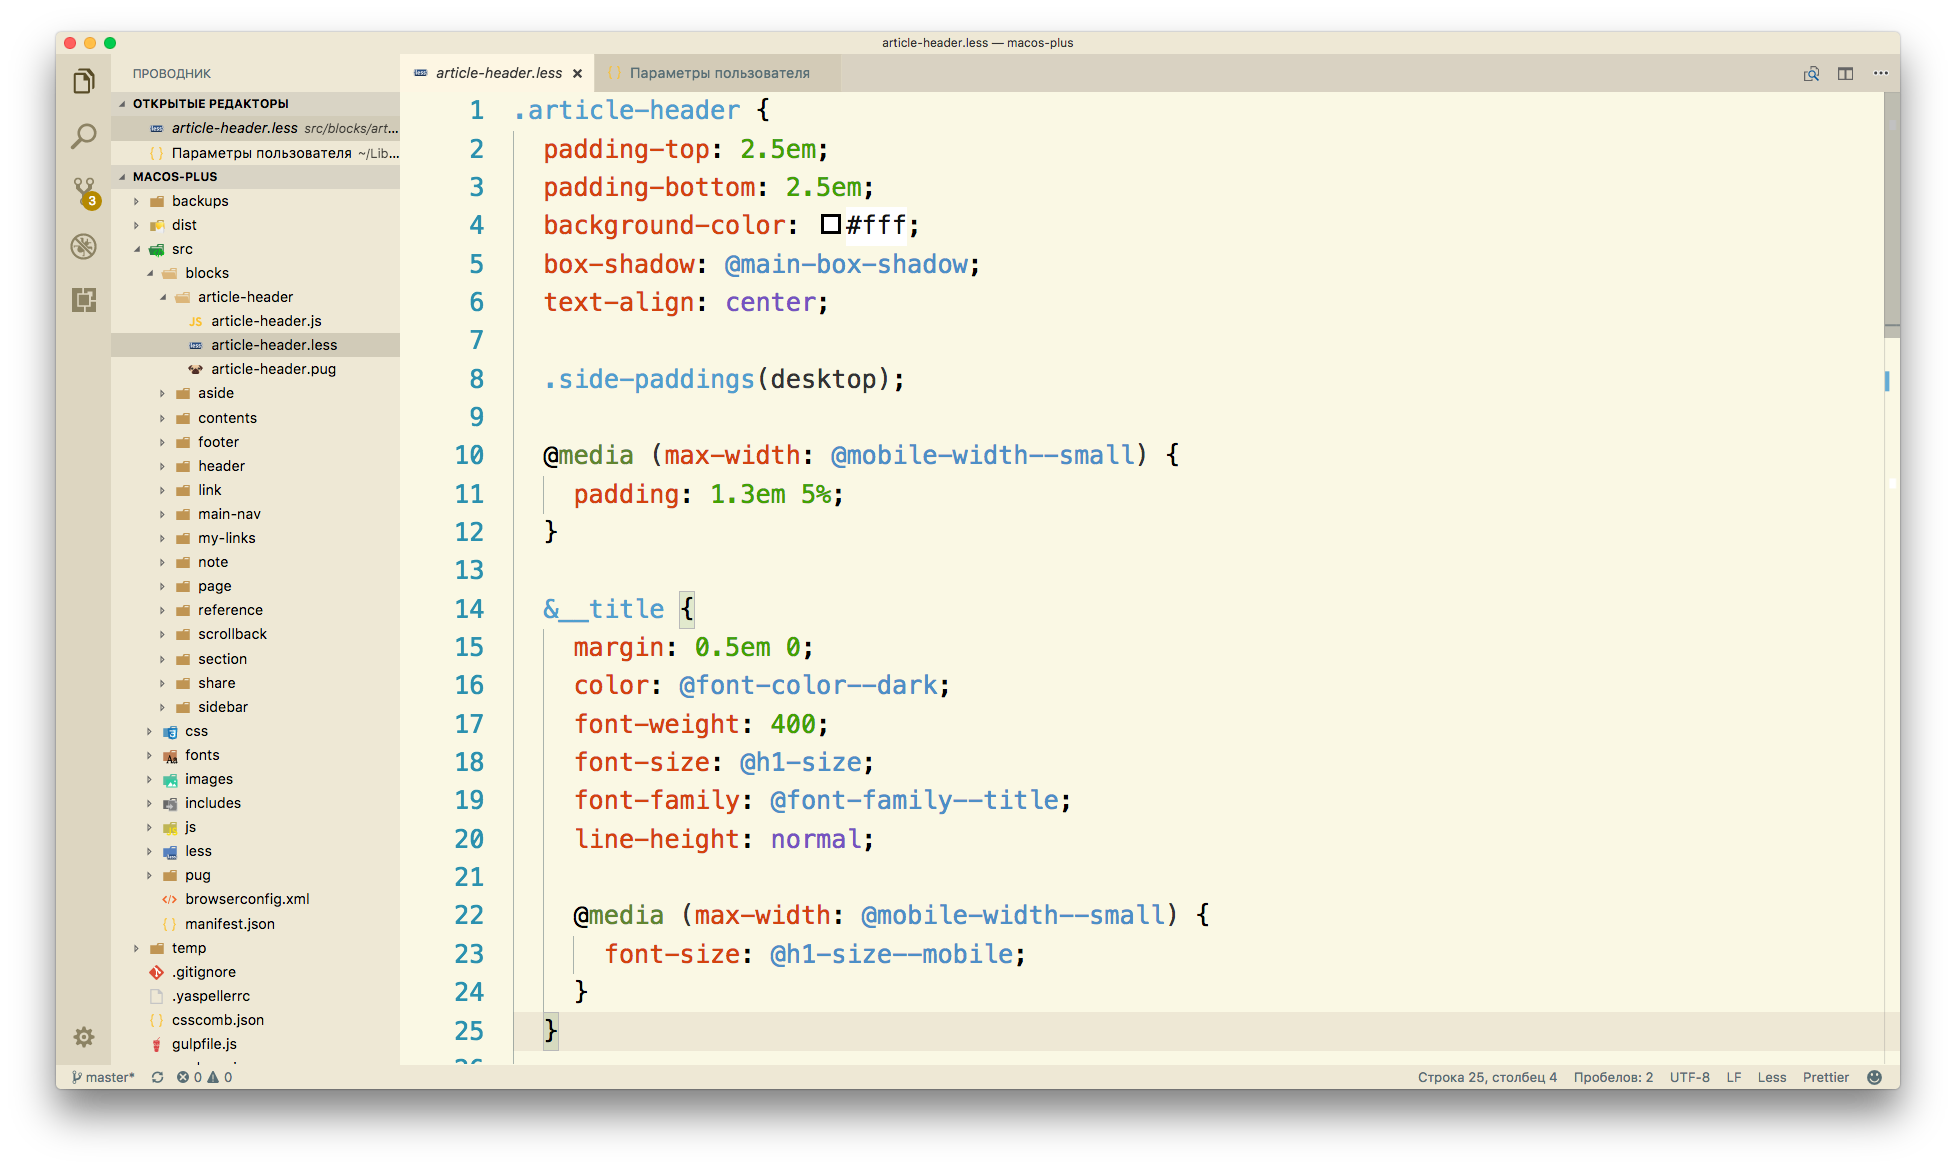 article-header.less — macos-plus
ПРОВОДНИК
ОТКРЫТЫЕ РЕДАКТОРЫ
article-header.less src/blocks/art...
{ } Параметры пользователя ~/Lib...
MACOS-PLUS
backups
dist
src
blocks
article-header
JS article-header.js
less article-header.less
article-header.pug
aside
contents
footer
header
link
main-nav
my-links
note
page
reference
scrollback
section
share
sidebar
css
fonts
images
includes
js
less
pug
</> browserconfig.xml
{ } manifest.json
temp
.gitignore
.yaspellerrc
{ } csscomb.json
gulpfile.js
3
less article-header.less ×
{ } Параметры пользователя
1 .article-header {
2 padding-top: 2.5em;
3 padding-bottom: 2.5em;
4 background-color: #fff;
5 box-shadow: @main-box-shadow;
6 text-align: center;
7
8 .side-paddings(desktop);
9
10 @media (max-width: @mobile-width--small) {
11 padding: 1.3em 5%;
12 }
13
14 &__title {
15 margin: 0.5em 0;
16 color: @font-color--dark;
17 font-weight: 400;
18 font-size: @h1-size;
19 font-family: @font-family--title;
20 line-height: normal;
21
22 @media (max-width: @mobile-width--small) {
23 font-size: @h1-size--mobile;
24 }
25 }
master* 0 0
Строка 25, столбец 4 Пробелов: 2 UTF-8 LF Less Prettier